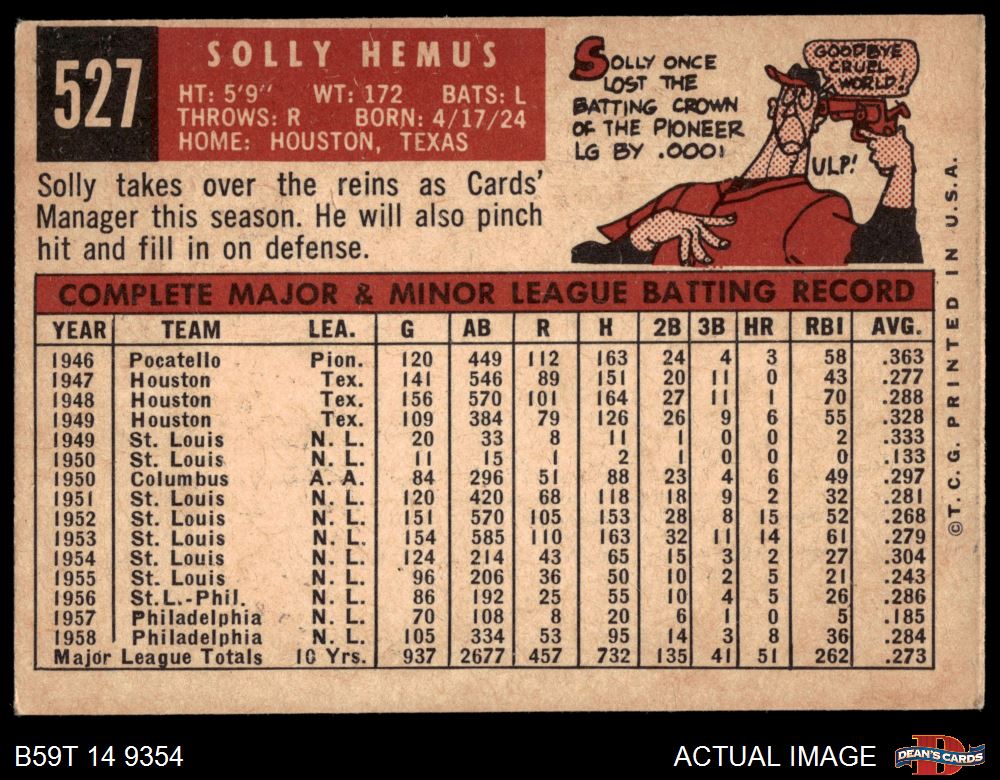 527
SOLLY HEMUS
HT: 5'9" WT: 172 BATS: L
THROWS: R BORN: 4/17/24
HOME: HOUSTON, TEXAS
Solly takes over the reins as Cards'
Manager this season. He will also pinch
hit and fill in on defense.
SOLLY ONCE
LOST THE
BATTING CROWN
OF THE PIONEER
LG BY .0001
GOODBYE
CRUEL
WORLD!
ULP!
COMPLETE MAJOR & MINOR LEAGUE BATTING RECORD
YEAR TEAM LEA. G AB R H 2B 3B HR RBI AVG.
1946 Pocatello Pion. 120 449 112 163 24 4 3 58 .363
1947 Houston Tex. 141 546 89 151 20 11 0 43 .277
1948 Houston Tex. 156 570 101 164 27 11 1 70 .288
1949 Houston Tex. 109 384 79 126 26 9 6 55 .328
1949 St. Louis N. L. 20 33 8 11 1 0 0 2 .333
1950 St. Louis N. L. 11 15 1 2 1 0 0 0 .133
1950 Columbus A. A. 84 296 51 88 23 4 6 49 .297
1951 St. Louis N. L. 120 420 68 118 18 9 2 32 .281
1952 St. Louis N. L. 151 570 105 153 28 8 15 52 .268
1953 St. Louis N. L. 154 585 110 163 32 11 14 61 .279
1954 St. Louis N. L. 124 214 43 65 15 3 2 27 .304
1955 St. Louis N. L. 96 206 36 50 10 2 5 21 .243
1956 St.L.-Phil. N. L. 86 192 25 55 10 4 5 26 .286
1957 Philadelphia N. L. 70 108 8 20 6 1 0 5 .185
1958 Philadelphia N. L. 105 334 53 95 14 3 8 36 .284
Major League Totals 10 Yrs. 937 2677 457 732 135 41 51 262 .273
©T. C. G. PRINTED IN U.S.A.
B59T 14 9354
ACTUAL IMAGE
DEAN'S CARDS